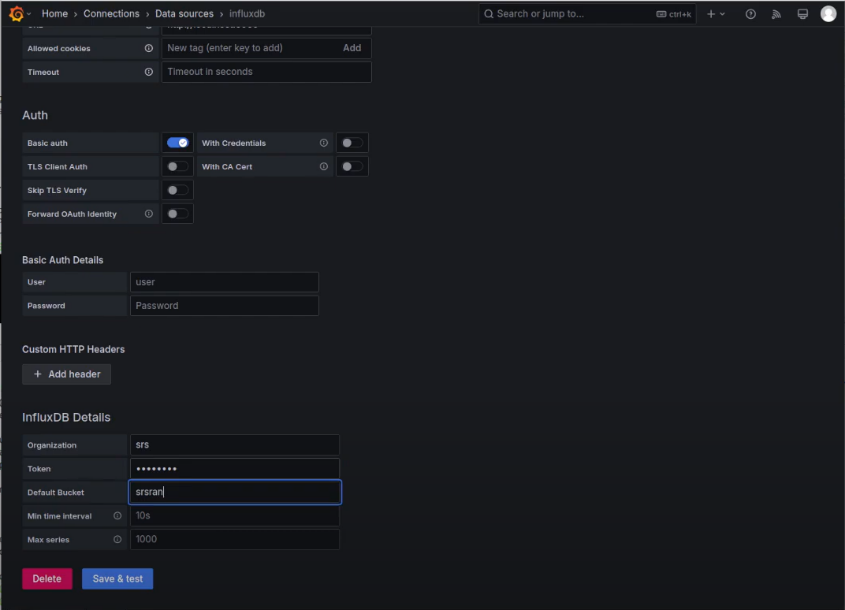 Home › Connections › Data sources › influxdb
Search or jump to...
ctrl+k
Allowed cookies
New tag (enter key to add)
Add
Timeout
Timeout in seconds
Auth
Basic auth
With Credentials
TLS Client Auth
With CA Cert
Skip TLS Verify
Forward OAuth Identity
Basic Auth Details
User
user
Password
Password
Custom HTTP Headers
+ Add header
InfluxDB Details
Organization
srs
Token
••••••••
Default Bucket
srsran
Min time interval
10s
Max series
1000
Delete
Save & test